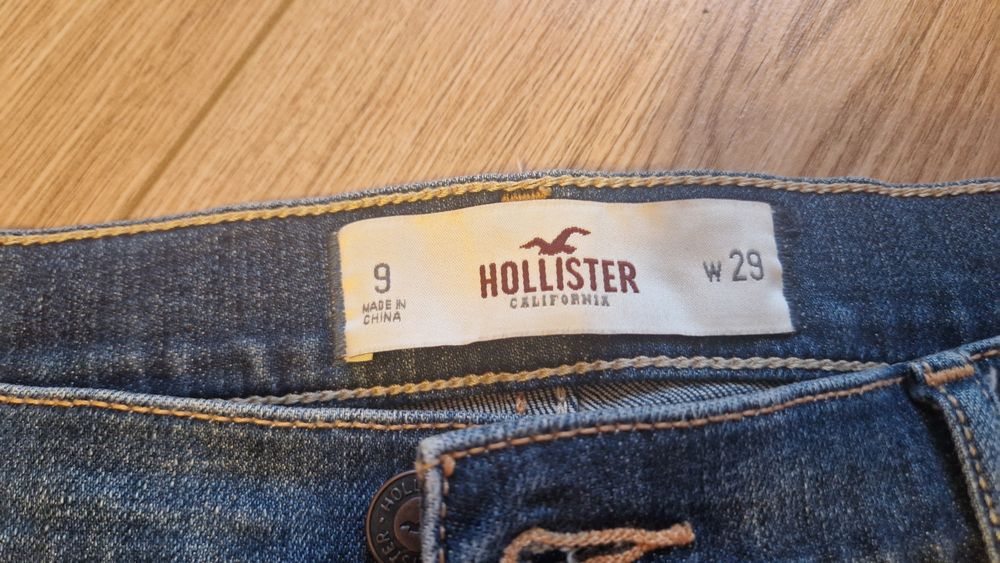 9
MADE IN
CHINA
HOLLISTER
CALIFORNIA
W 29